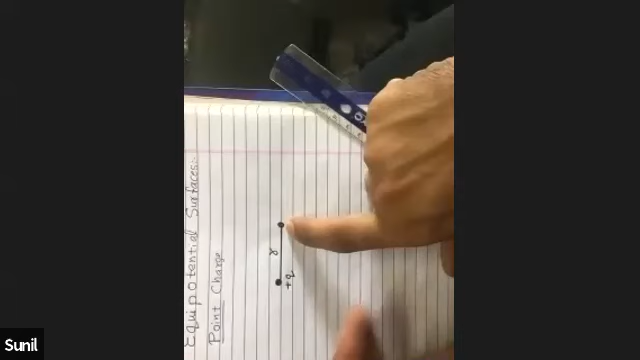 Equipotential Surfaces:-
Point Charge
r
+q
Sunil